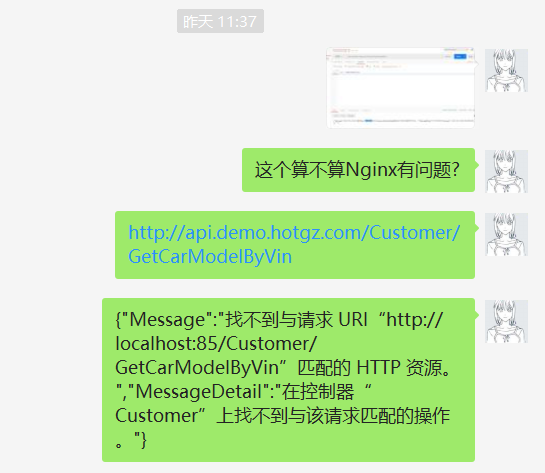 昨天 11:37
这个算不算Nginx有问题?
http://api.demo.hotgz.com/Customer/
GetCarModelByVin
{"Message":"找不到与请求 URI“http://
localhost:85/Customer/
GetCarModelByVin”匹配的 HTTP 资源。
","MessageDetail":"在控制器“
Customer”上找不到与该请求匹配的操作
。"}